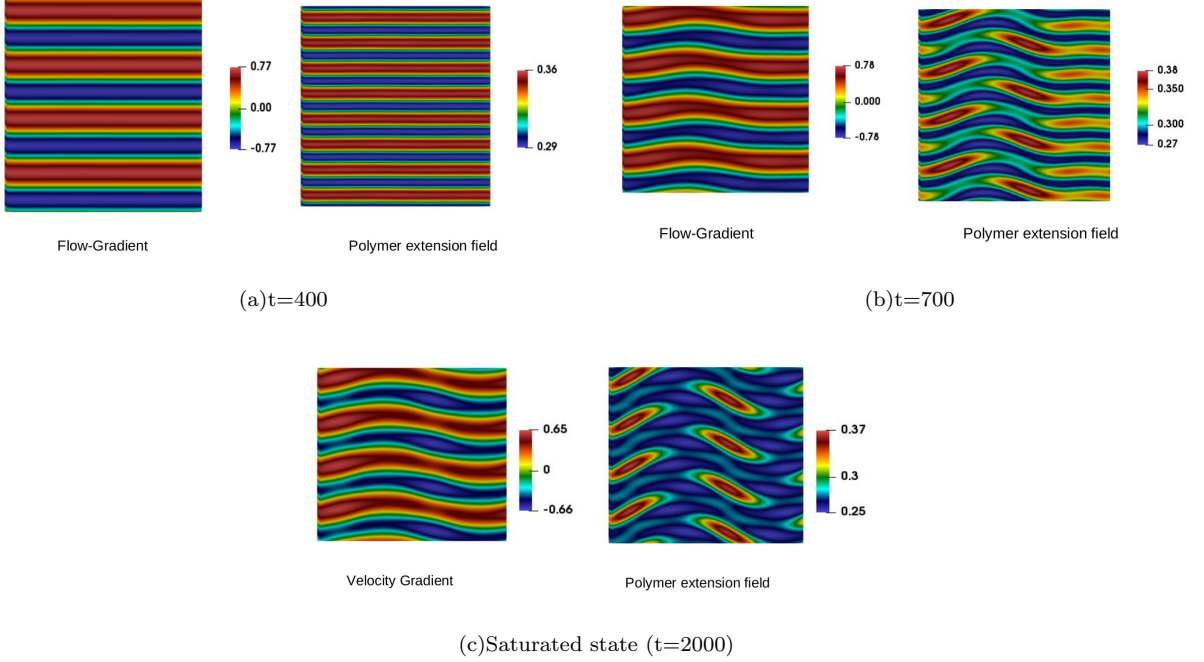 0.77
0.00
-0.77
0.36
0.29
Flow-Gradient
Polymer extension field
(a)t=400
0.78
0.000
-0.78
0.38
0.350
0.300
0.27
Flow-Gradient
Polymer extension field
(b)t=700
0.65
0
-0.66
0.37
0.3
0.25
Velocity Gradient
Polymer extension field
(c)Saturated state (t=2000)